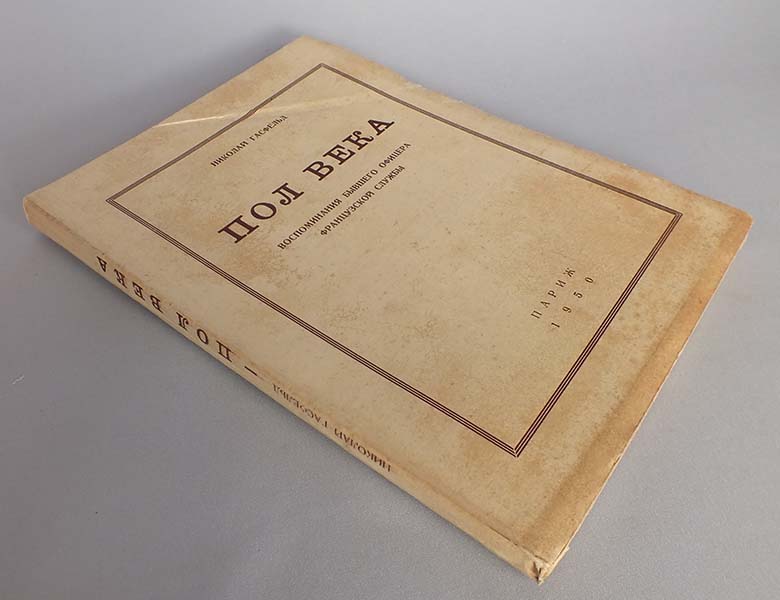 НИКОЛАЙ ГАСФЕЛЬД
ПОЛ ВЕКА
ВОСПОМИНАНИЯ БЫВШЕГО ОФИЦЕРА
ФРАНЦУЗСКОЙ СЛУЖБЫ
ПАРИЖ
1950
НИКОЛАЙ ГАСФЕЛЬД — ПОЛ ВЕКА